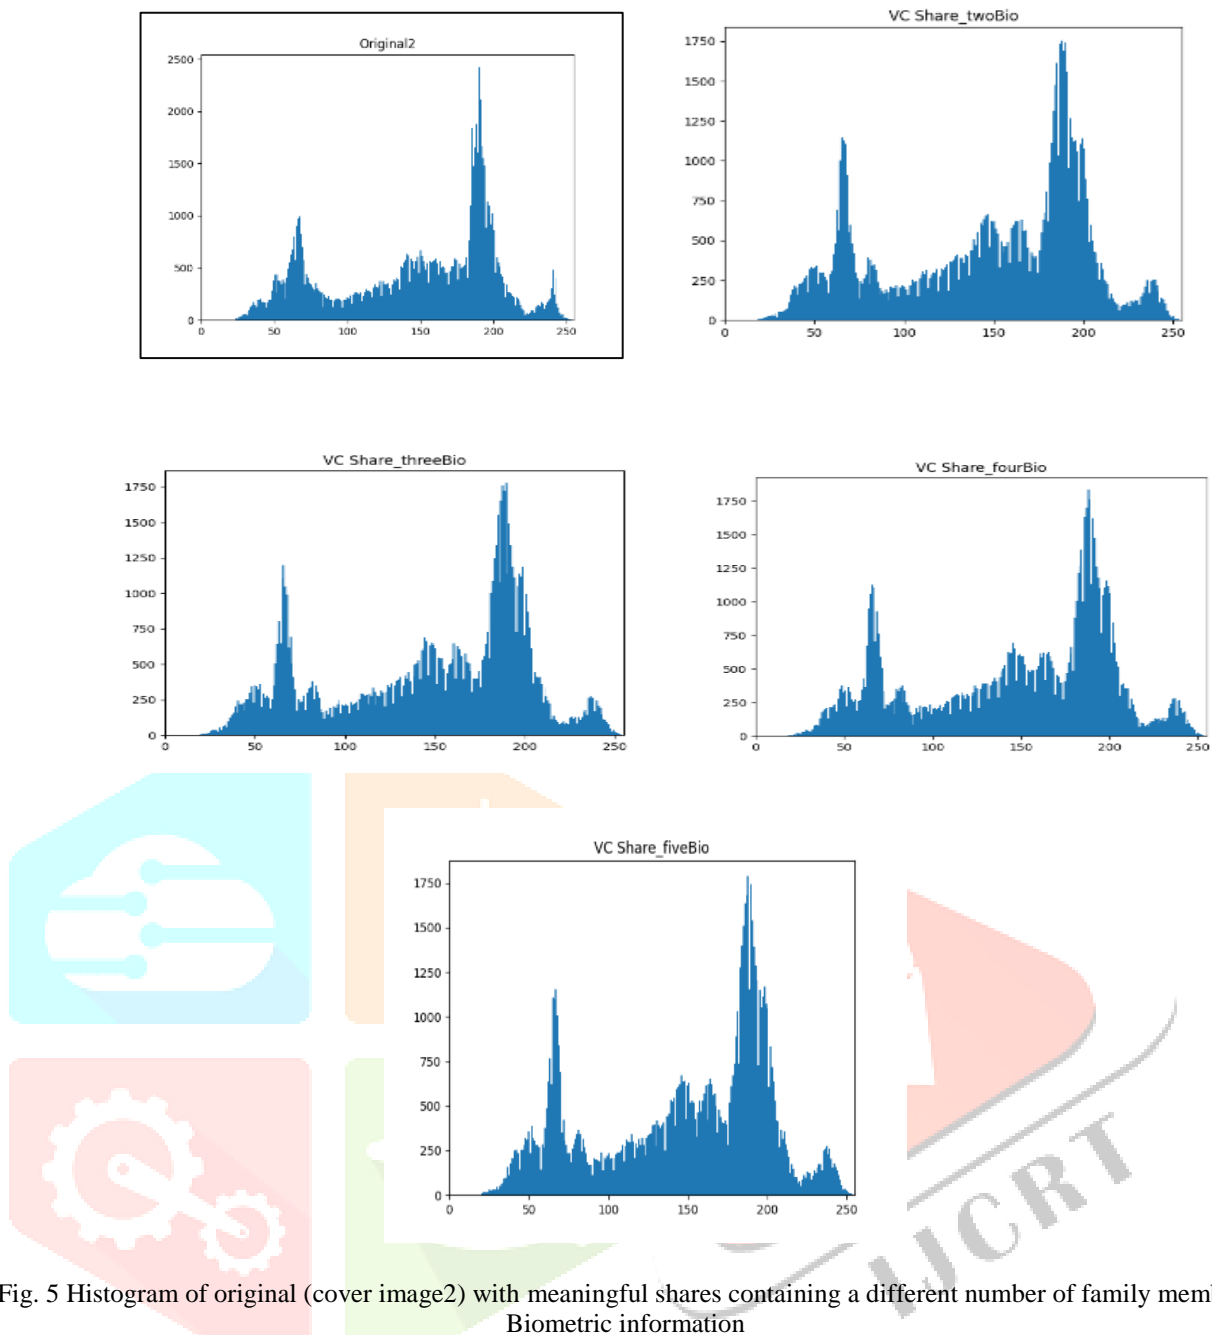 Original2
2500
2000
1500
1000
500
0
0 50 100 150 200 250
VC Share_twoBio
1750
1500
1250
1000
750
500
250
0
0 50 100 150 200 250
VC Share_threeBio
1750
1500
1250
1000
750
500
250
0
0 50 100 150 200 250
VC Share_fourBio
1750
1500
1250
1000
750
500
250
0
0 50 100 150 200 250
VC Share_fiveBio
1750
1500
1250
1000
750
500
250
0
0 50 100 150 200 250
IJCRT
Fig. 5 Histogram of original (cover image2) with meaningful shares containing a different number of family mem
Biometric information